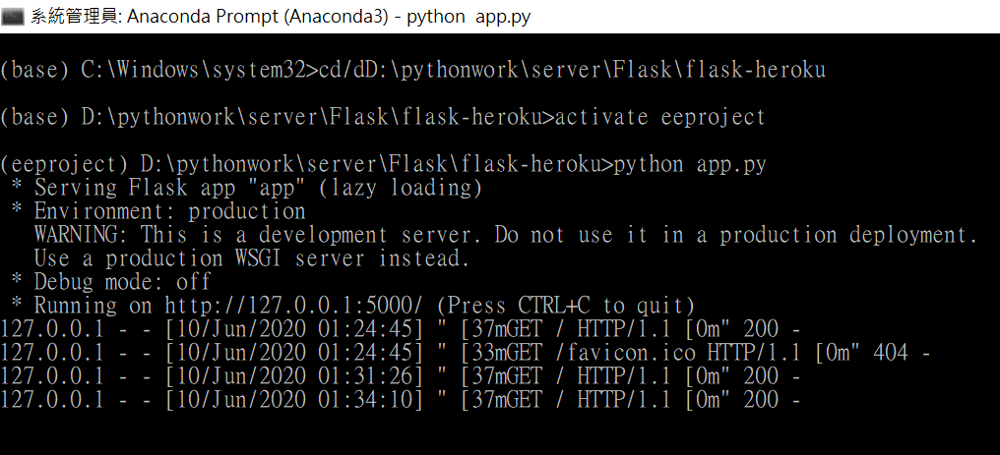 系統管理員: Anaconda Prompt (Anaconda3) - python app.py
(base) C:\Windows\system32>cd/dD:\pythonwork\server\Flask\flask-heroku
(base) D:\pythonwork\server\Flask\flask-heroku>activate eeproject
(eeproject) D:\pythonwork\server\Flask\flask-heroku>python app.py
 * Serving Flask app "app" (lazy loading)
 * Environment: production
   WARNING: This is a development server. Do not use it in a production deployment.
   Use a production WSGI server instead.
 * Debug mode: off
 * Running on http://127.0.0.1:5000/ (Press CTRL+C to quit)
127.0.0.1 - - [10/Jun/2020 01:24:45] " [37mGET / HTTP/1.1 [0m" 200 -
127.0.0.1 - - [10/Jun/2020 01:24:45] " [33mGET /favicon.ico HTTP/1.1 [0m" 404 -
127.0.0.1 - - [10/Jun/2020 01:31:26] " [37mGET / HTTP/1.1 [0m" 200 -
127.0.0.1 - - [10/Jun/2020 01:34:10] " [37mGET / HTTP/1.1 [0m" 200 -